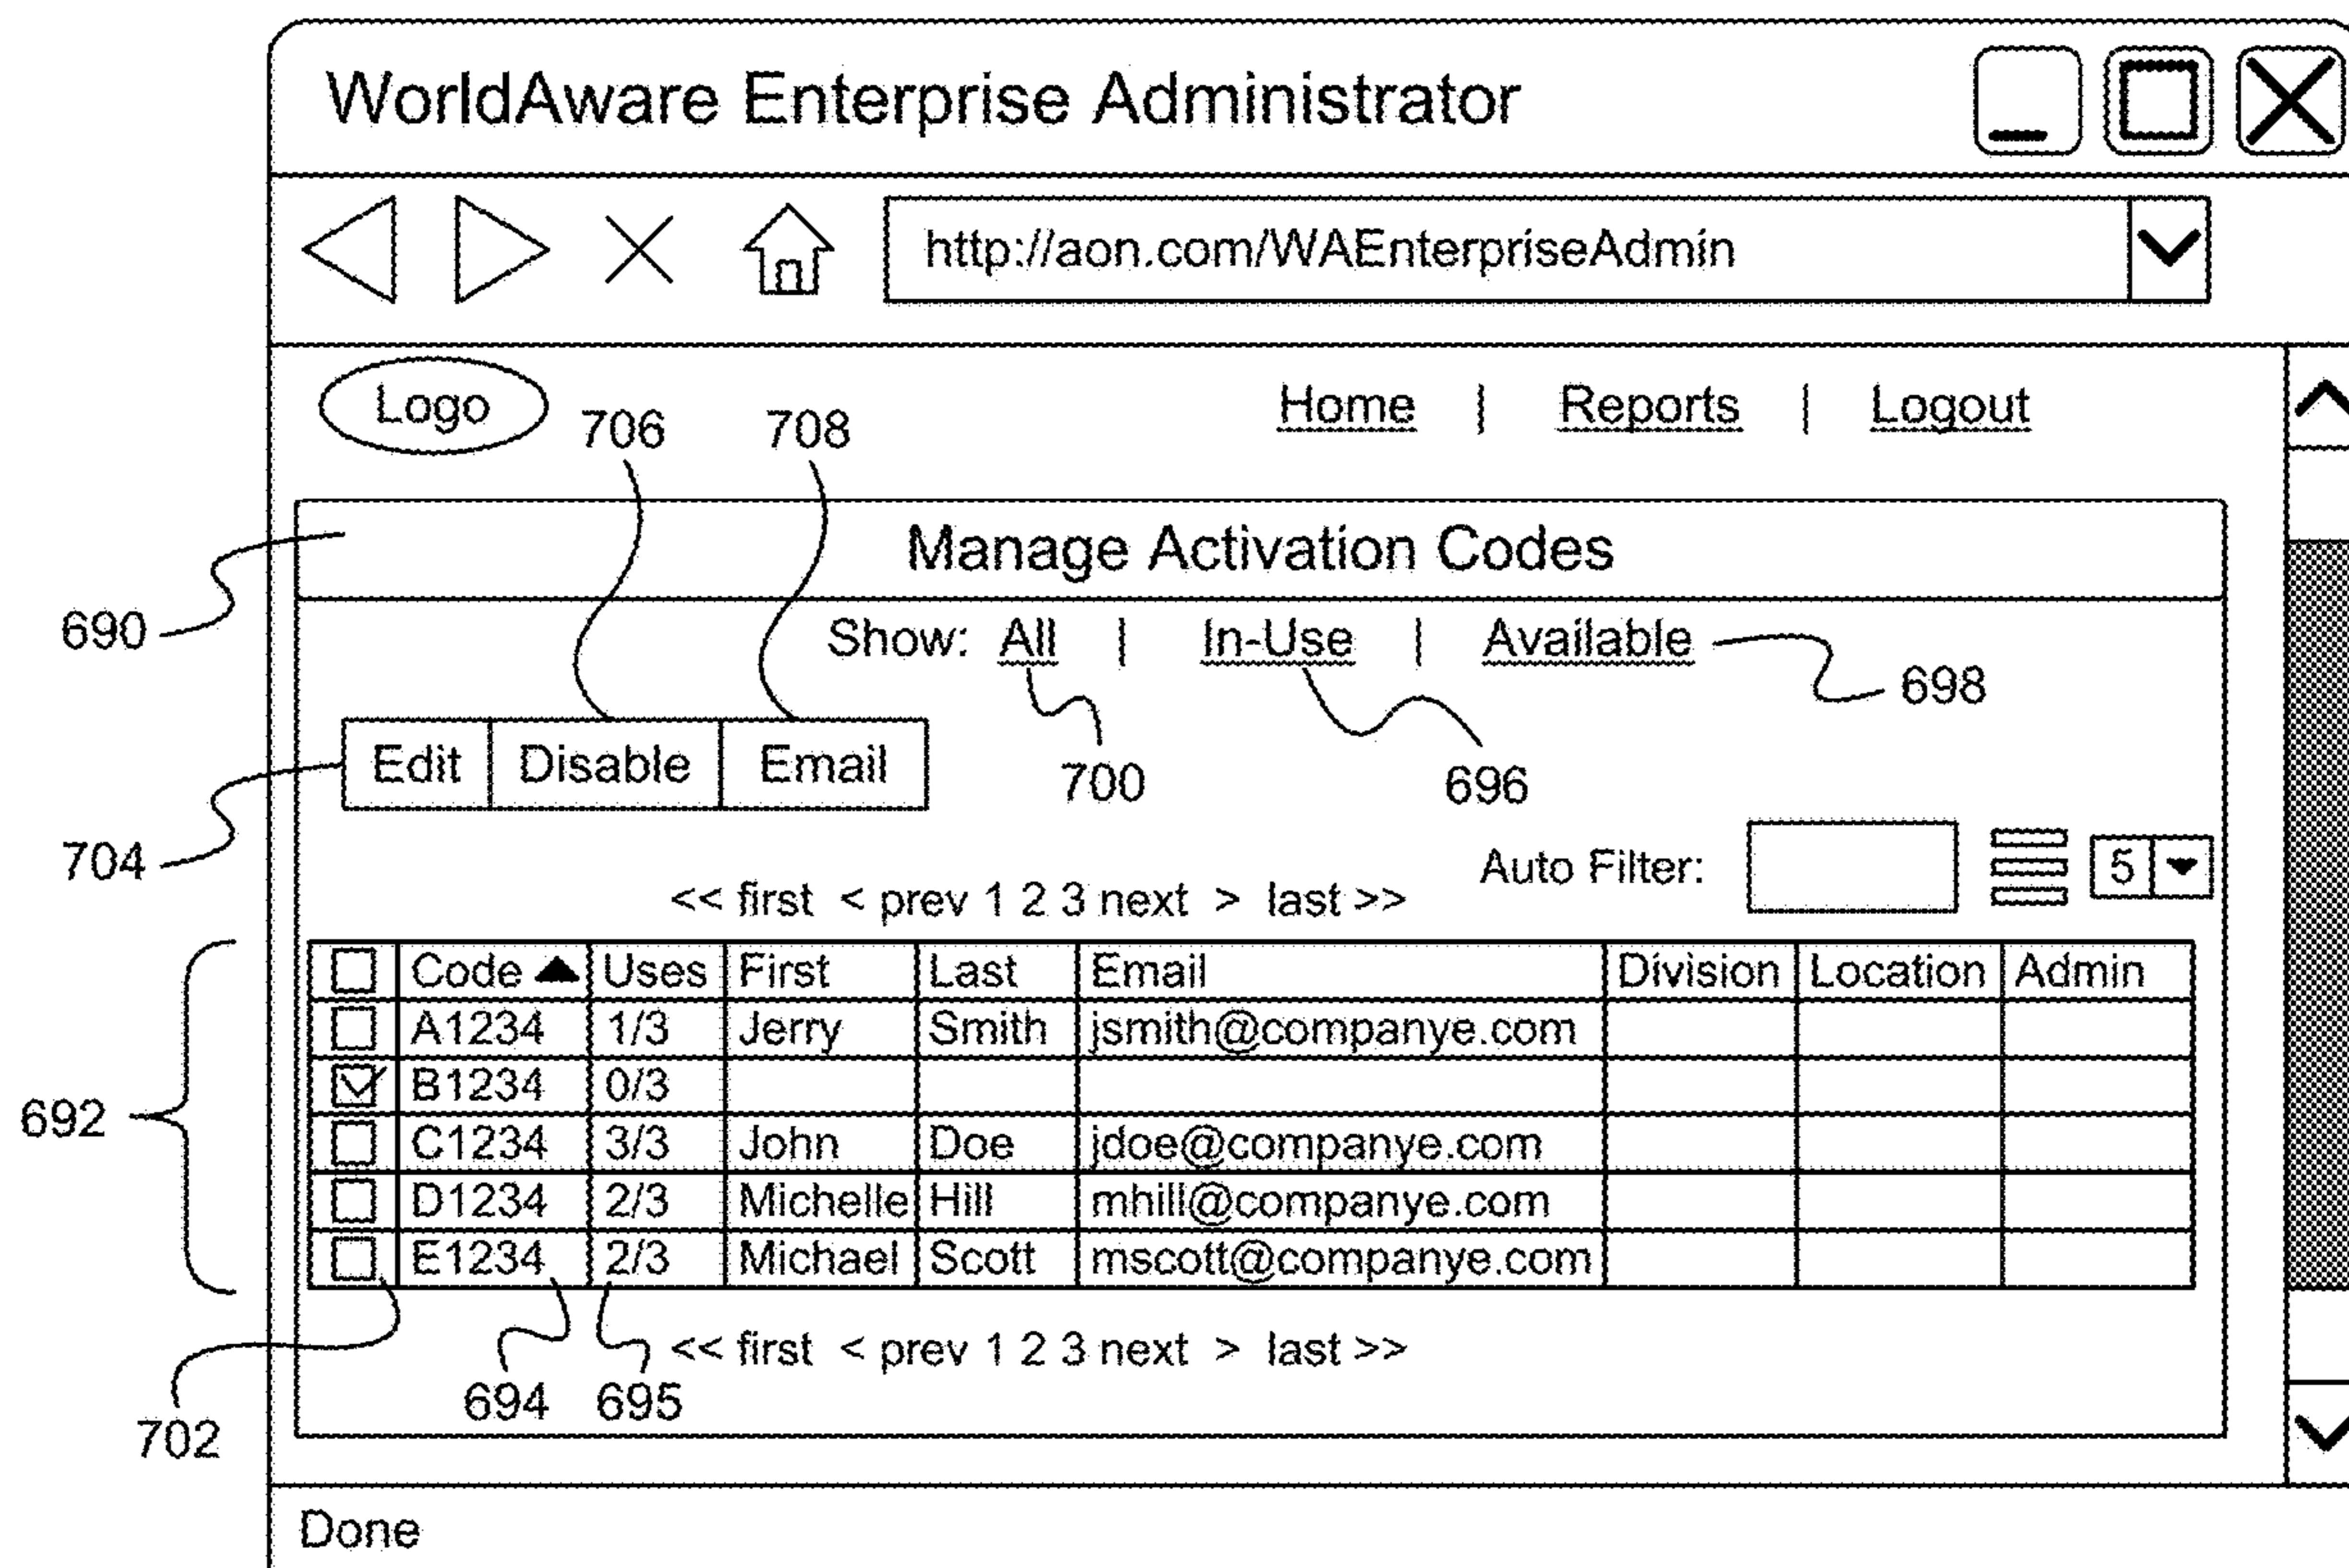 WorldAware Enterprise Administrator
http://aon.com/WAEnterpriseAdmin
Logo Home | Reports | Logout
706 708
Manage Activation Codes
690
Show: All | In-Use | Available
698
Edit Disable Email
700 696
704
Auto Filter: 5
<< first < prev 1 2 3 next > last >>
Code Uses First Last Email Division Location Admin
A1234 1/3 Jerry Smith jsmith@companye.com
B1234 0/3
692
C1234 3/3 John Doe jdoe@companye.com
D1234 2/3 Michelle Hill mhill@companye.com
E1234 2/3 Michael Scott mscott@companye.com
<< first < prev 1 2 3 next > last >>
694 695
702
Done